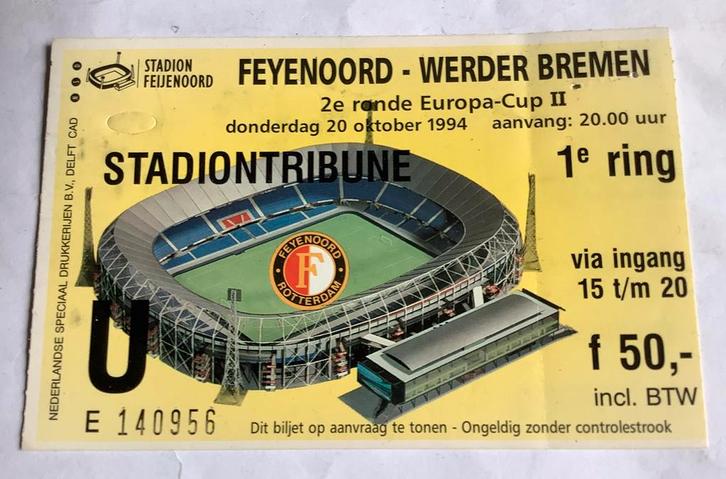 STADION
FEIJENOORD
FEYENOORD - WERDER BREMEN
2e ronde Europa-Cup II
donderdag 20 oktober 1994 aanvang: 20.00 uur
STADIONTRIBUNE
1e ring
FEYENOORD
F
ROTTERDAM
via ingang
15 t/m 20
U
f 50,-
incl. BTW
E 140956
Dit biljet op aanvraag te tonen - Ongeldig zonder controlestrook
NEDERLANDSE SPECIAAL DRUKKERIJEN B.V., DELFT CAD